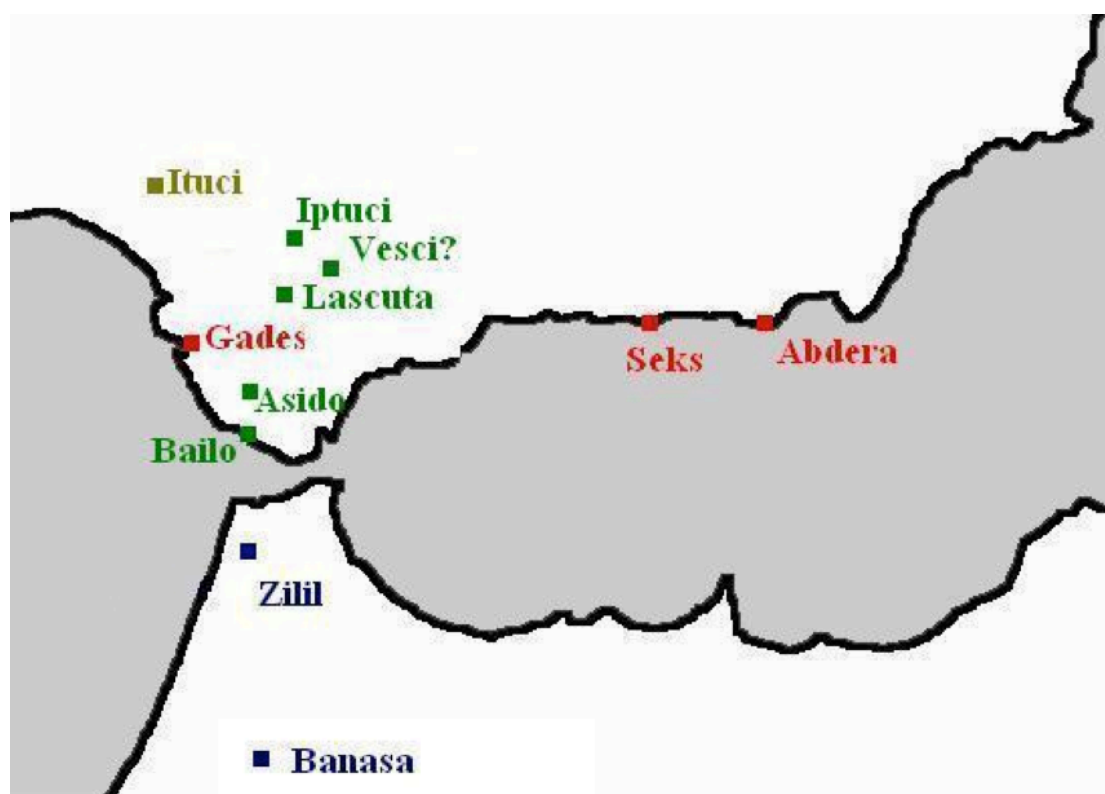 Ituci
Iptuci
Vesci?
Lascuta
Gades
Seks
Abdera
Asido
Bailo
Zilil
Banasa